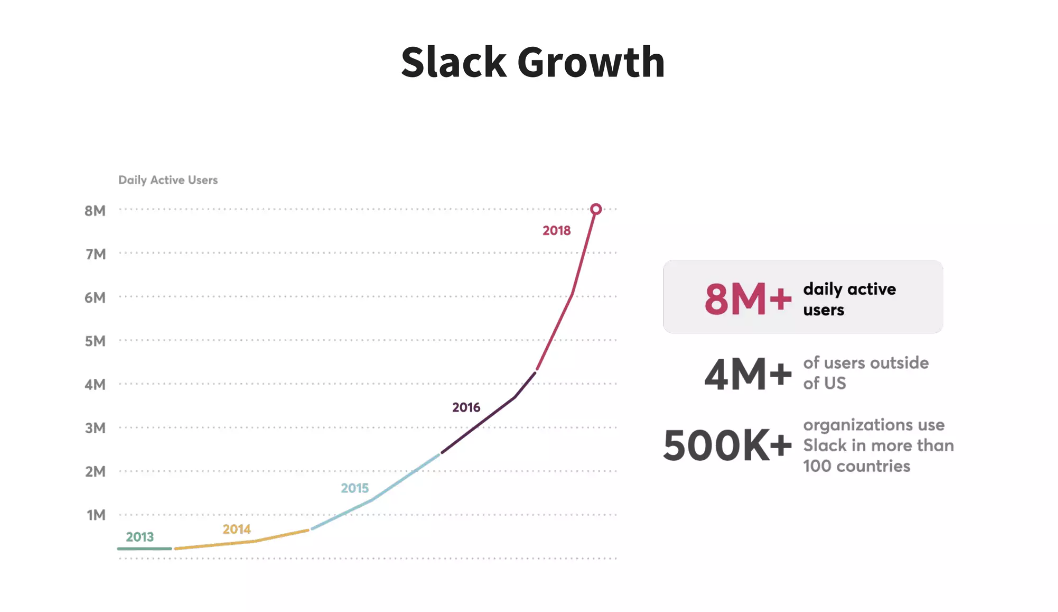 Slack Growth
Daily Active Users
8M
7M
6M
5M
4M
3M
2M
1M
2013
2014
2015
2016
2018
8M+
daily active
users
4M+
of users outside
of US
500K+
organizations use
Slack in more than
100 countries